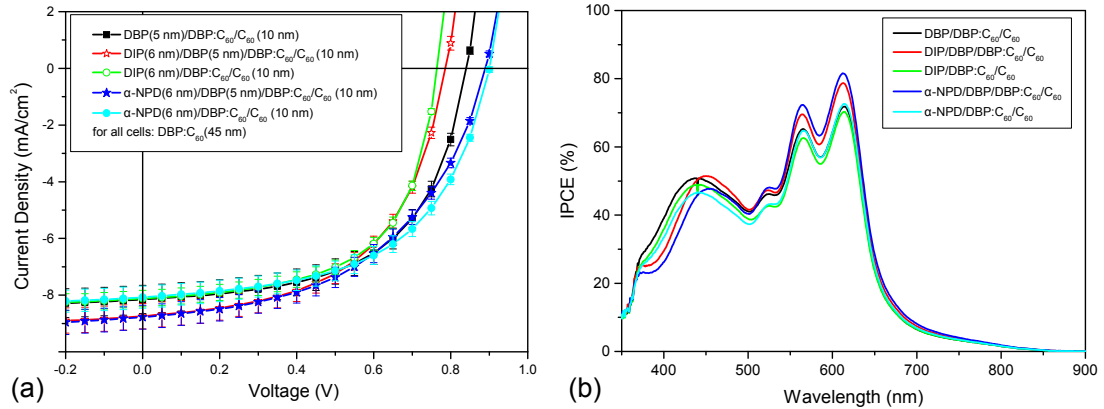 DBP(5 nm)/DBP:C60/C60 (10 nm)
DIP(6 nm)/DBP(5 nm)/DBP:C60/C60 (10 nm)
DIP(6 nm)/DBP:C60/C60 (10 nm)
α-NPD(6 nm)/DBP(5 nm)/DBP:C60/C60 (10 nm)
α-NPD(6 nm)/DBP:C60/C60 (10 nm)
for all cells: DBP:C60(45 nm)
2
0
-2
-4
-6
-8
Current Density (mA/cm²)
-0.2 0.0 0.2 0.4 0.6 0.8 1.0
Voltage (V)
(a)
DBP/DBP:C60/C60
DIP/DBP/DBP:C60/C60
DIP/DBP:C60/C60
α-NPD/DBP/DBP:C60/C60
α-NPD/DBP:C60/C60
100
80
60
40
20
0
IPCE (%)
400 500 600 700 800 900
Wavelength (nm)
(b)